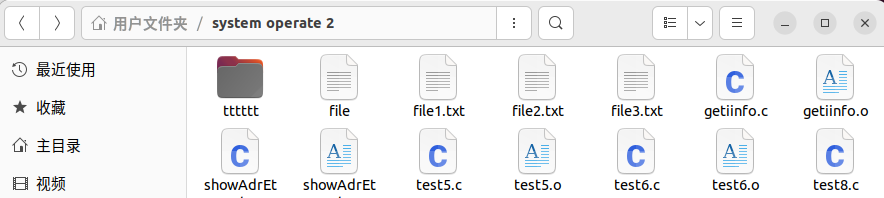 用户文件夹 / system operate 2
最近使用
收藏
主目录
视频
tttttt
file
file1.txt
file2.txt
file3.txt
getiinfo.c
getiinfo.o
showAdrEt
showAdrEt
test5.c
test5.o
test6.c
test6.o
test8.c